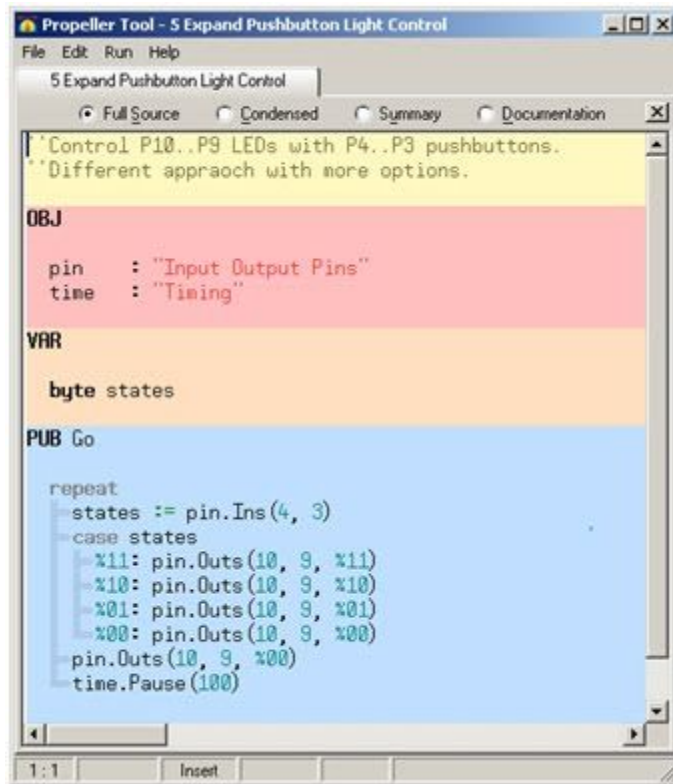 Propeller Tool - 5 Expand Pushbutton Light Control
File Edit Run Help
5 Expand Pushbutton Light Control
Full Source Condensed Summary Documentation
''Control P10..P9 LEDs with P4..P3 pushbuttons.
''Different appraoch with more options.
OBJ
pin : "Input Output Pins"
time : "Timing"
VAR
byte states
PUB Go
repeat
states := pin.Ins(4, 3)
case states
%11: pin.Outs(10, 9, %11)
%10: pin.Outs(10, 9, %10)
%01: pin.Outs(10, 9, %01)
%00: pin.Outs(10, 9, %00)
pin.Outs(10, 9, %00)
time.Pause(100)
1 : 1 Insert